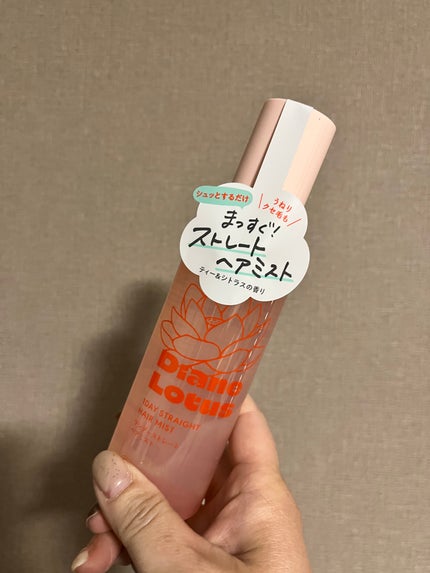 シュッとするだけ
うねり
クセ毛も
まっすぐ!
ストレート
ヘアミスト
ティー&シトラスの香り
Diane
Lotus
1DAY STRAIGHT
HAIR MIST